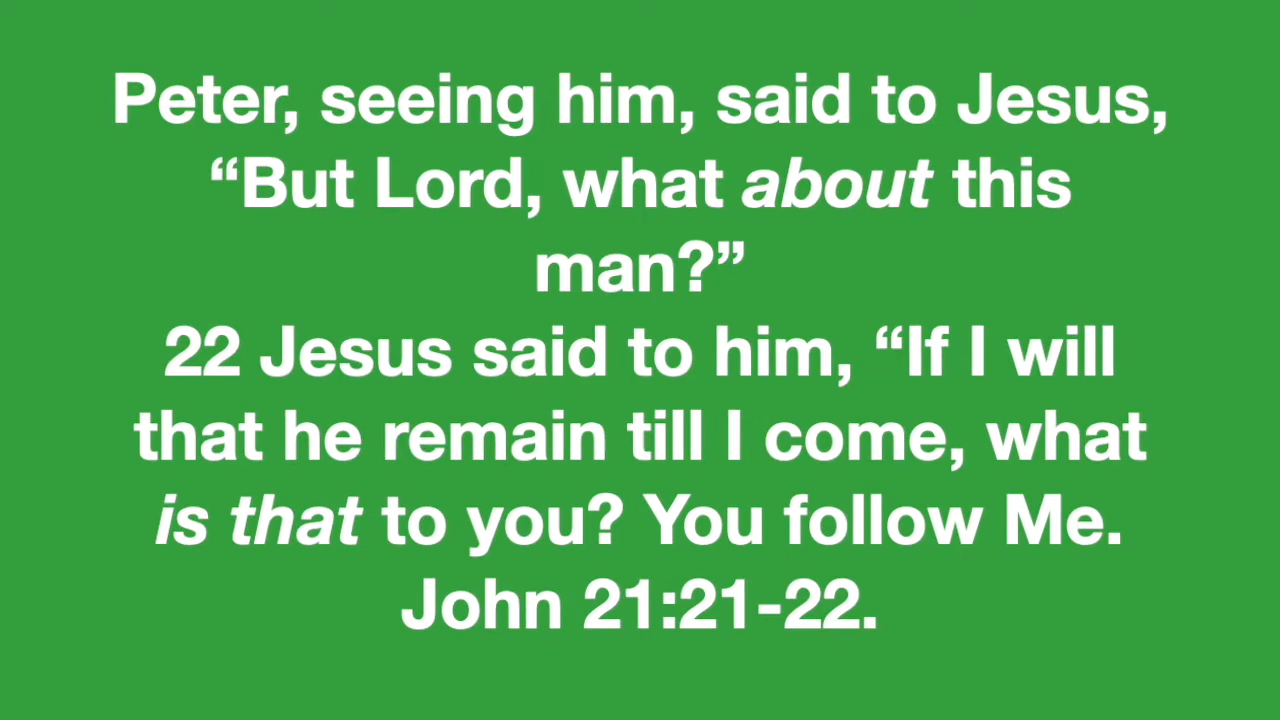 Peter, seeing him, said to Jesus,
“But Lord, what about this
man?”
22 Jesus said to him, “If I will
that he remain till I come, what
is that to you? You follow Me.
John 21:21-22.